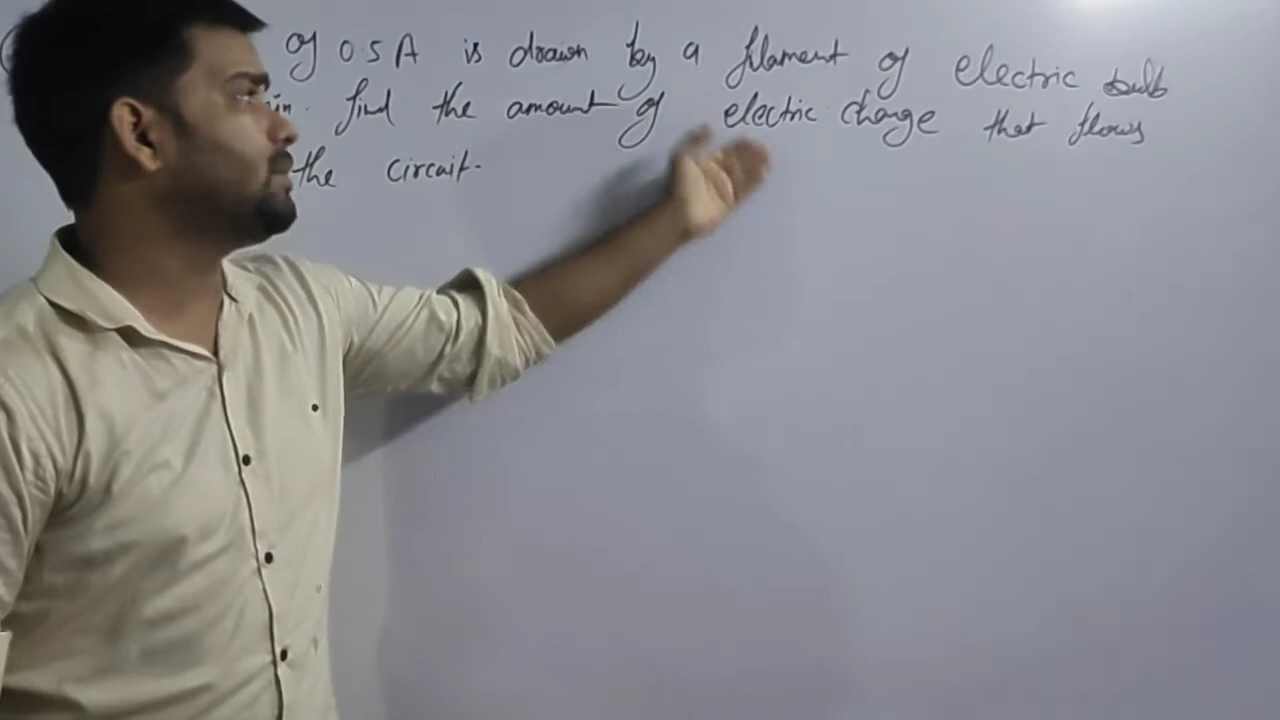 of 0.5 A is drawn by a filament of electric bulb
in. find the amount of electric charge that flows
the circuit.